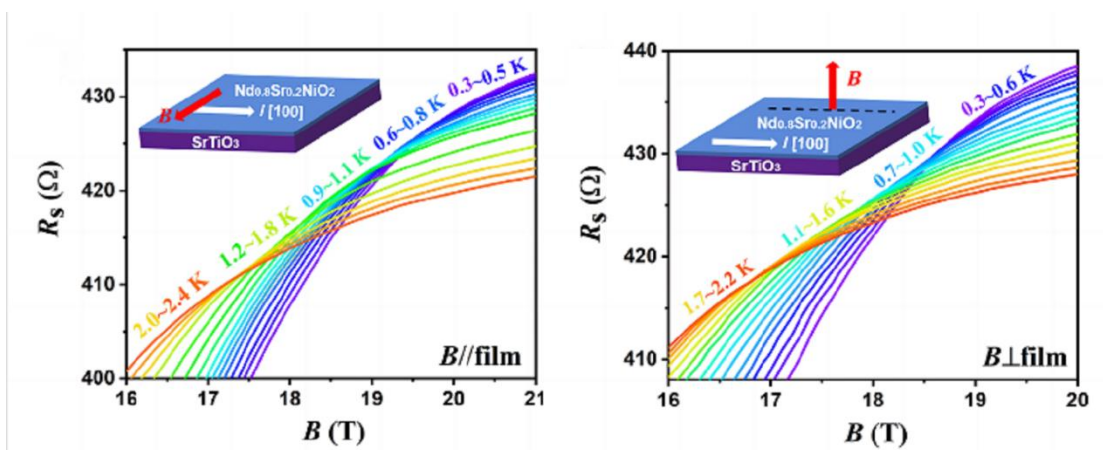 430
420
410
400
Rs (Ω)
16 17 18 19 20 21
B (T)
Nd0.8Sr0.2NiO2
B
I [100]
SrTiO3
0.3~0.5 K
0.6~0.8 K
0.9~1.1 K
1.2~1.8 K
2.0~2.4 K
B//film
440
430
420
410
Rs (Ω)
16 17 18 19 20
B (T)
B
Nd0.8Sr0.2NiO2
I [100]
SrTiO3
0.3~0.6 K
0.7~1.0 K
1.1~1.6 K
1.7~2.2 K
B⊥film